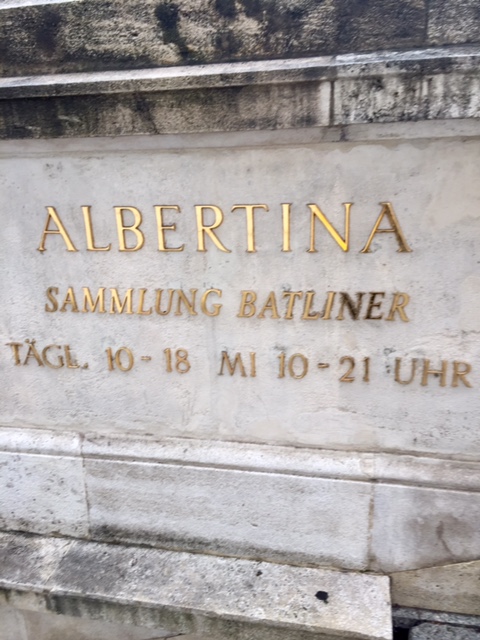 ALBERTINA
SAMMLUNG BATLINER
TÄGL. 10 - 18 MI 10 - 21 UHR